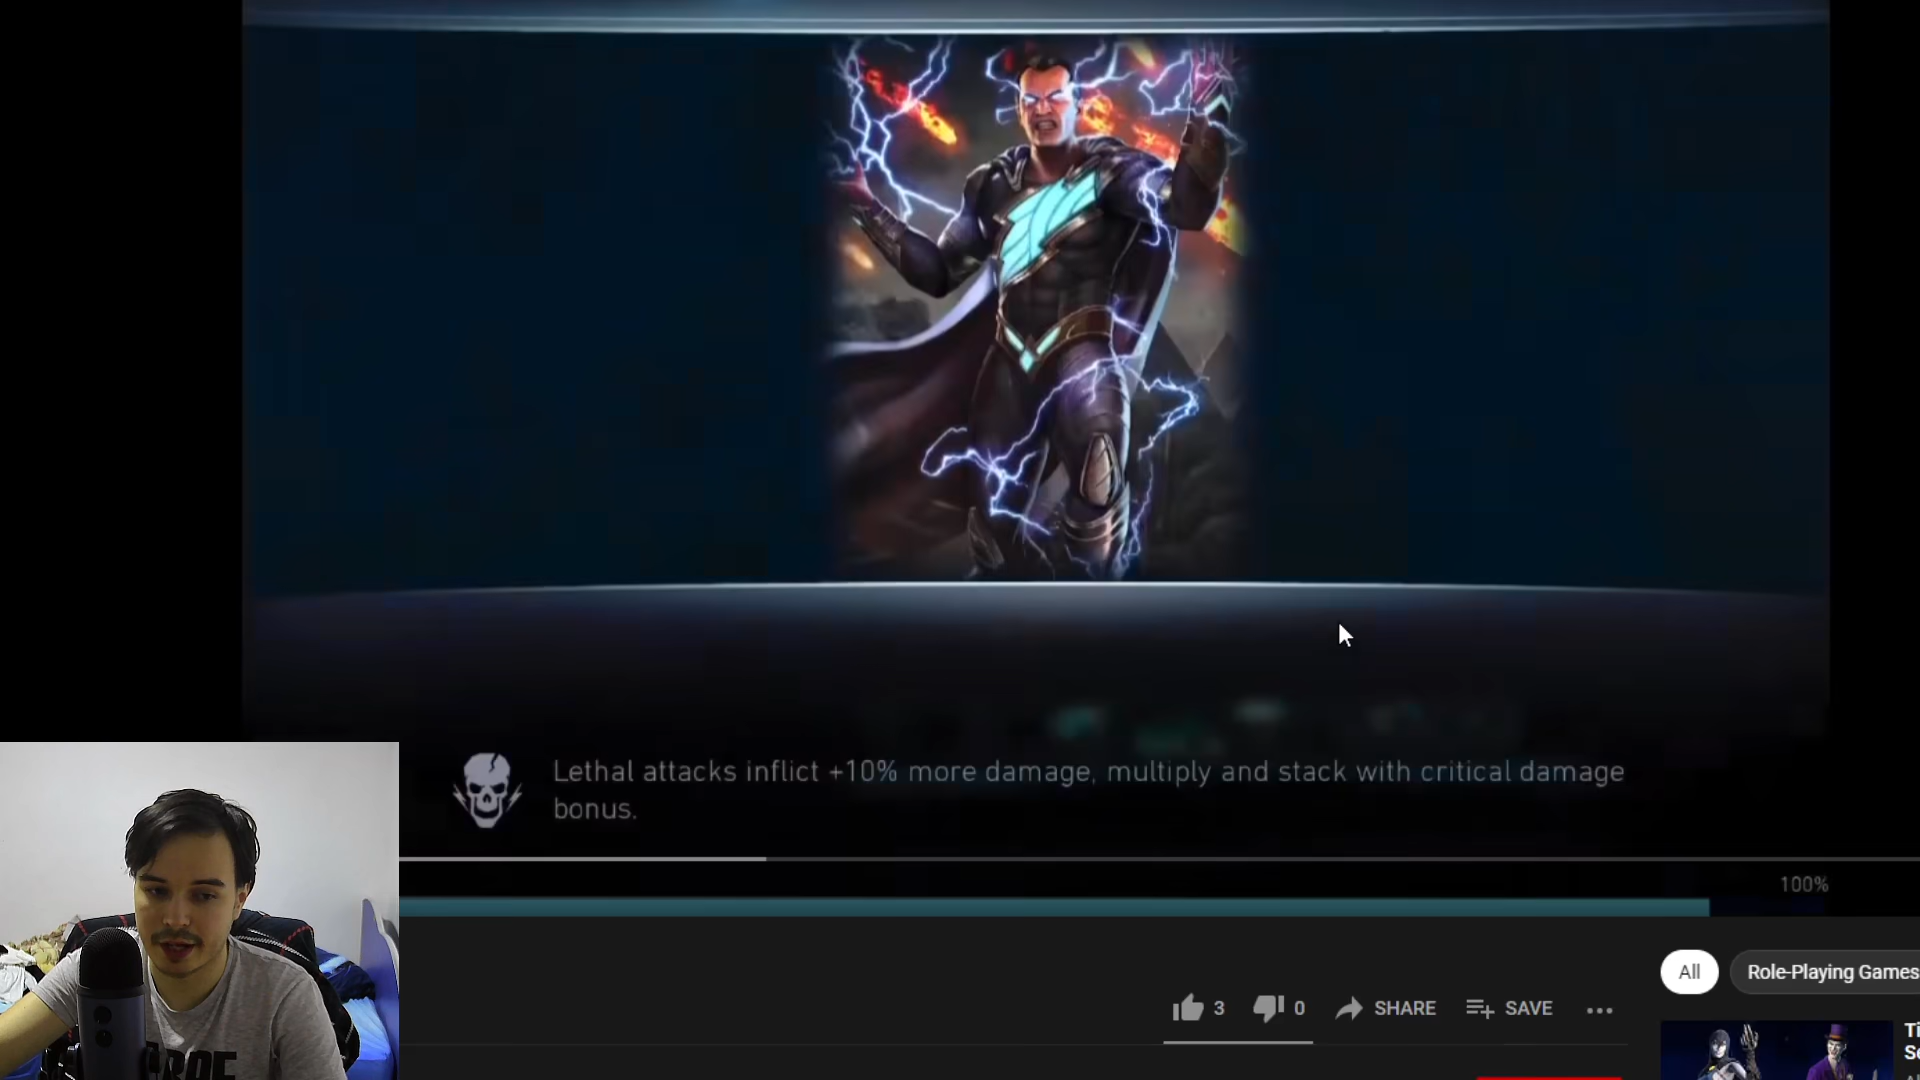 Lethal attacks inflict +10% more damage, multiply and stack with critical damage
bonus.
100%
All
Role-Playing Games
3
0
SHARE
SAVE